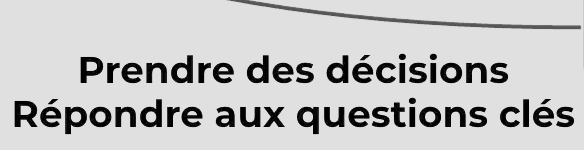 Prendre des décisions
Répondre aux questions clés